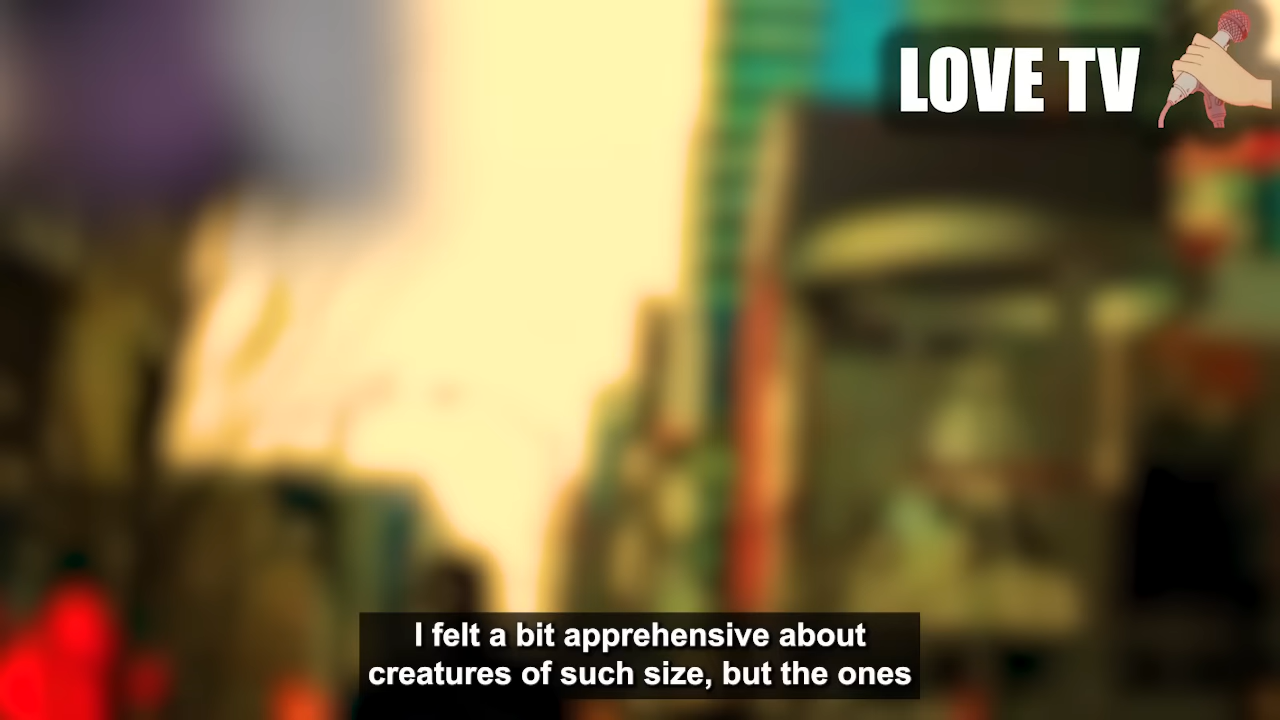 LOVE TV
I felt a bit apprehensive about
creatures of such size, but the ones